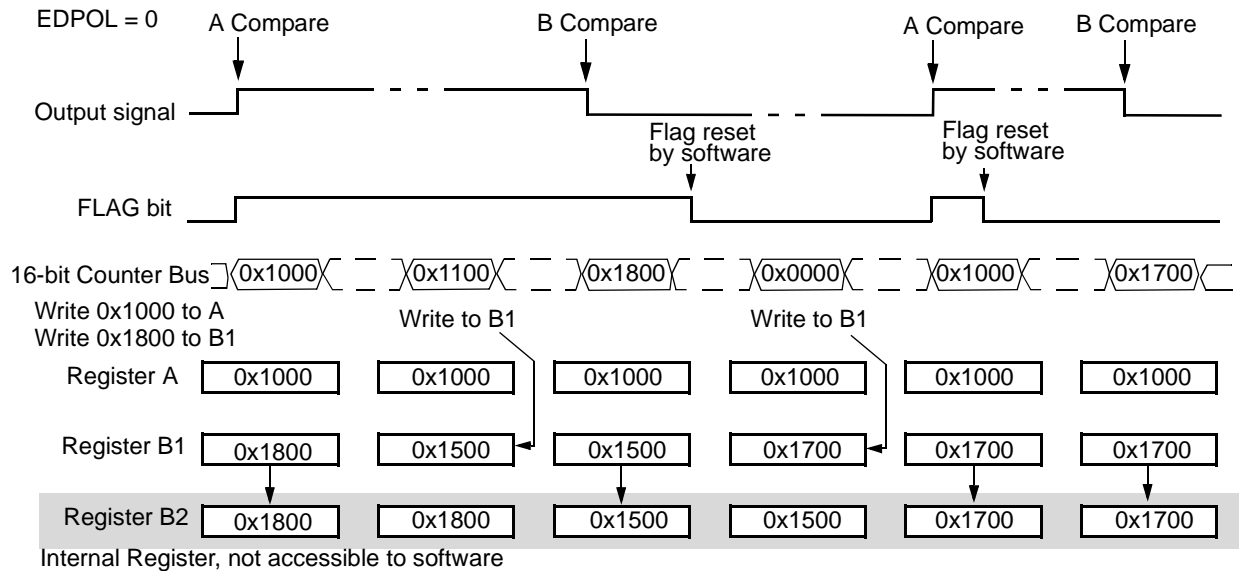 EDPOL = 0
A Compare
B Compare
A Compare
B Compare
Output signal
Flag reset
by software
Flag reset
by software
FLAG bit
16-bit Counter Bus
0x1000
0x1100
0x1800
0x0000
0x1000
0x1700
Write 0x1000 to A
Write 0x1800 to B1
Write to B1
Write to B1
Register A
0x1000
0x1000
0x1000
0x1000
0x1000
0x1000
Register B1
0x1800
0x1500
0x1500
0x1700
0x1700
0x1700
Register B2
0x1800
0x1800
0x1500
0x1500
0x1700
0x1700
Internal Register, not accessible to software